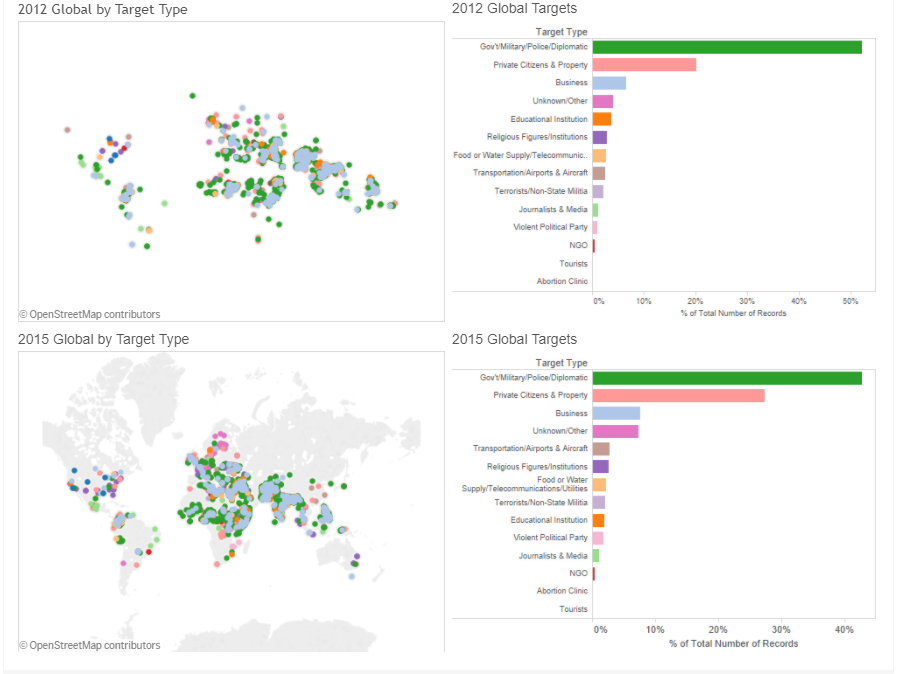 2012 Global by Target Type
2012 Global Targets
Target Type
Gov't/Military/Police/Diplomatic
Private Citizens & Property
Business
Unknown/Other
Educational Institution
Religious Figures/Institutions
Food or Water Supply/Telecommunic..
Transportation/Airports & Aircraft
Terrorists/Non-State Militia
Journalists & Media
Violent Political Party
NGO
Tourists
Abortion Clinic
0% 10% 20% 30% 40% 50%
% of Total Number of Records
© OpenStreetMap contributors
2015 Global by Target Type
2015 Global Targets
Target Type
Gov't/Military/Police/Diplomatic
Private Citizens & Property
Business
Unknown/Other
Transportation/Airports & Aircraft
Religious Figures/Institutions
Food or Water
Supply/Telecommunications/Utilities
Terrorists/Non-State Militia
Educational Institution
Violent Political Party
Journalists & Media
NGO
Abortion Clinic
Tourists
0% 10% 20% 30% 40%
% of Total Number of Records
© OpenStreetMap contributors